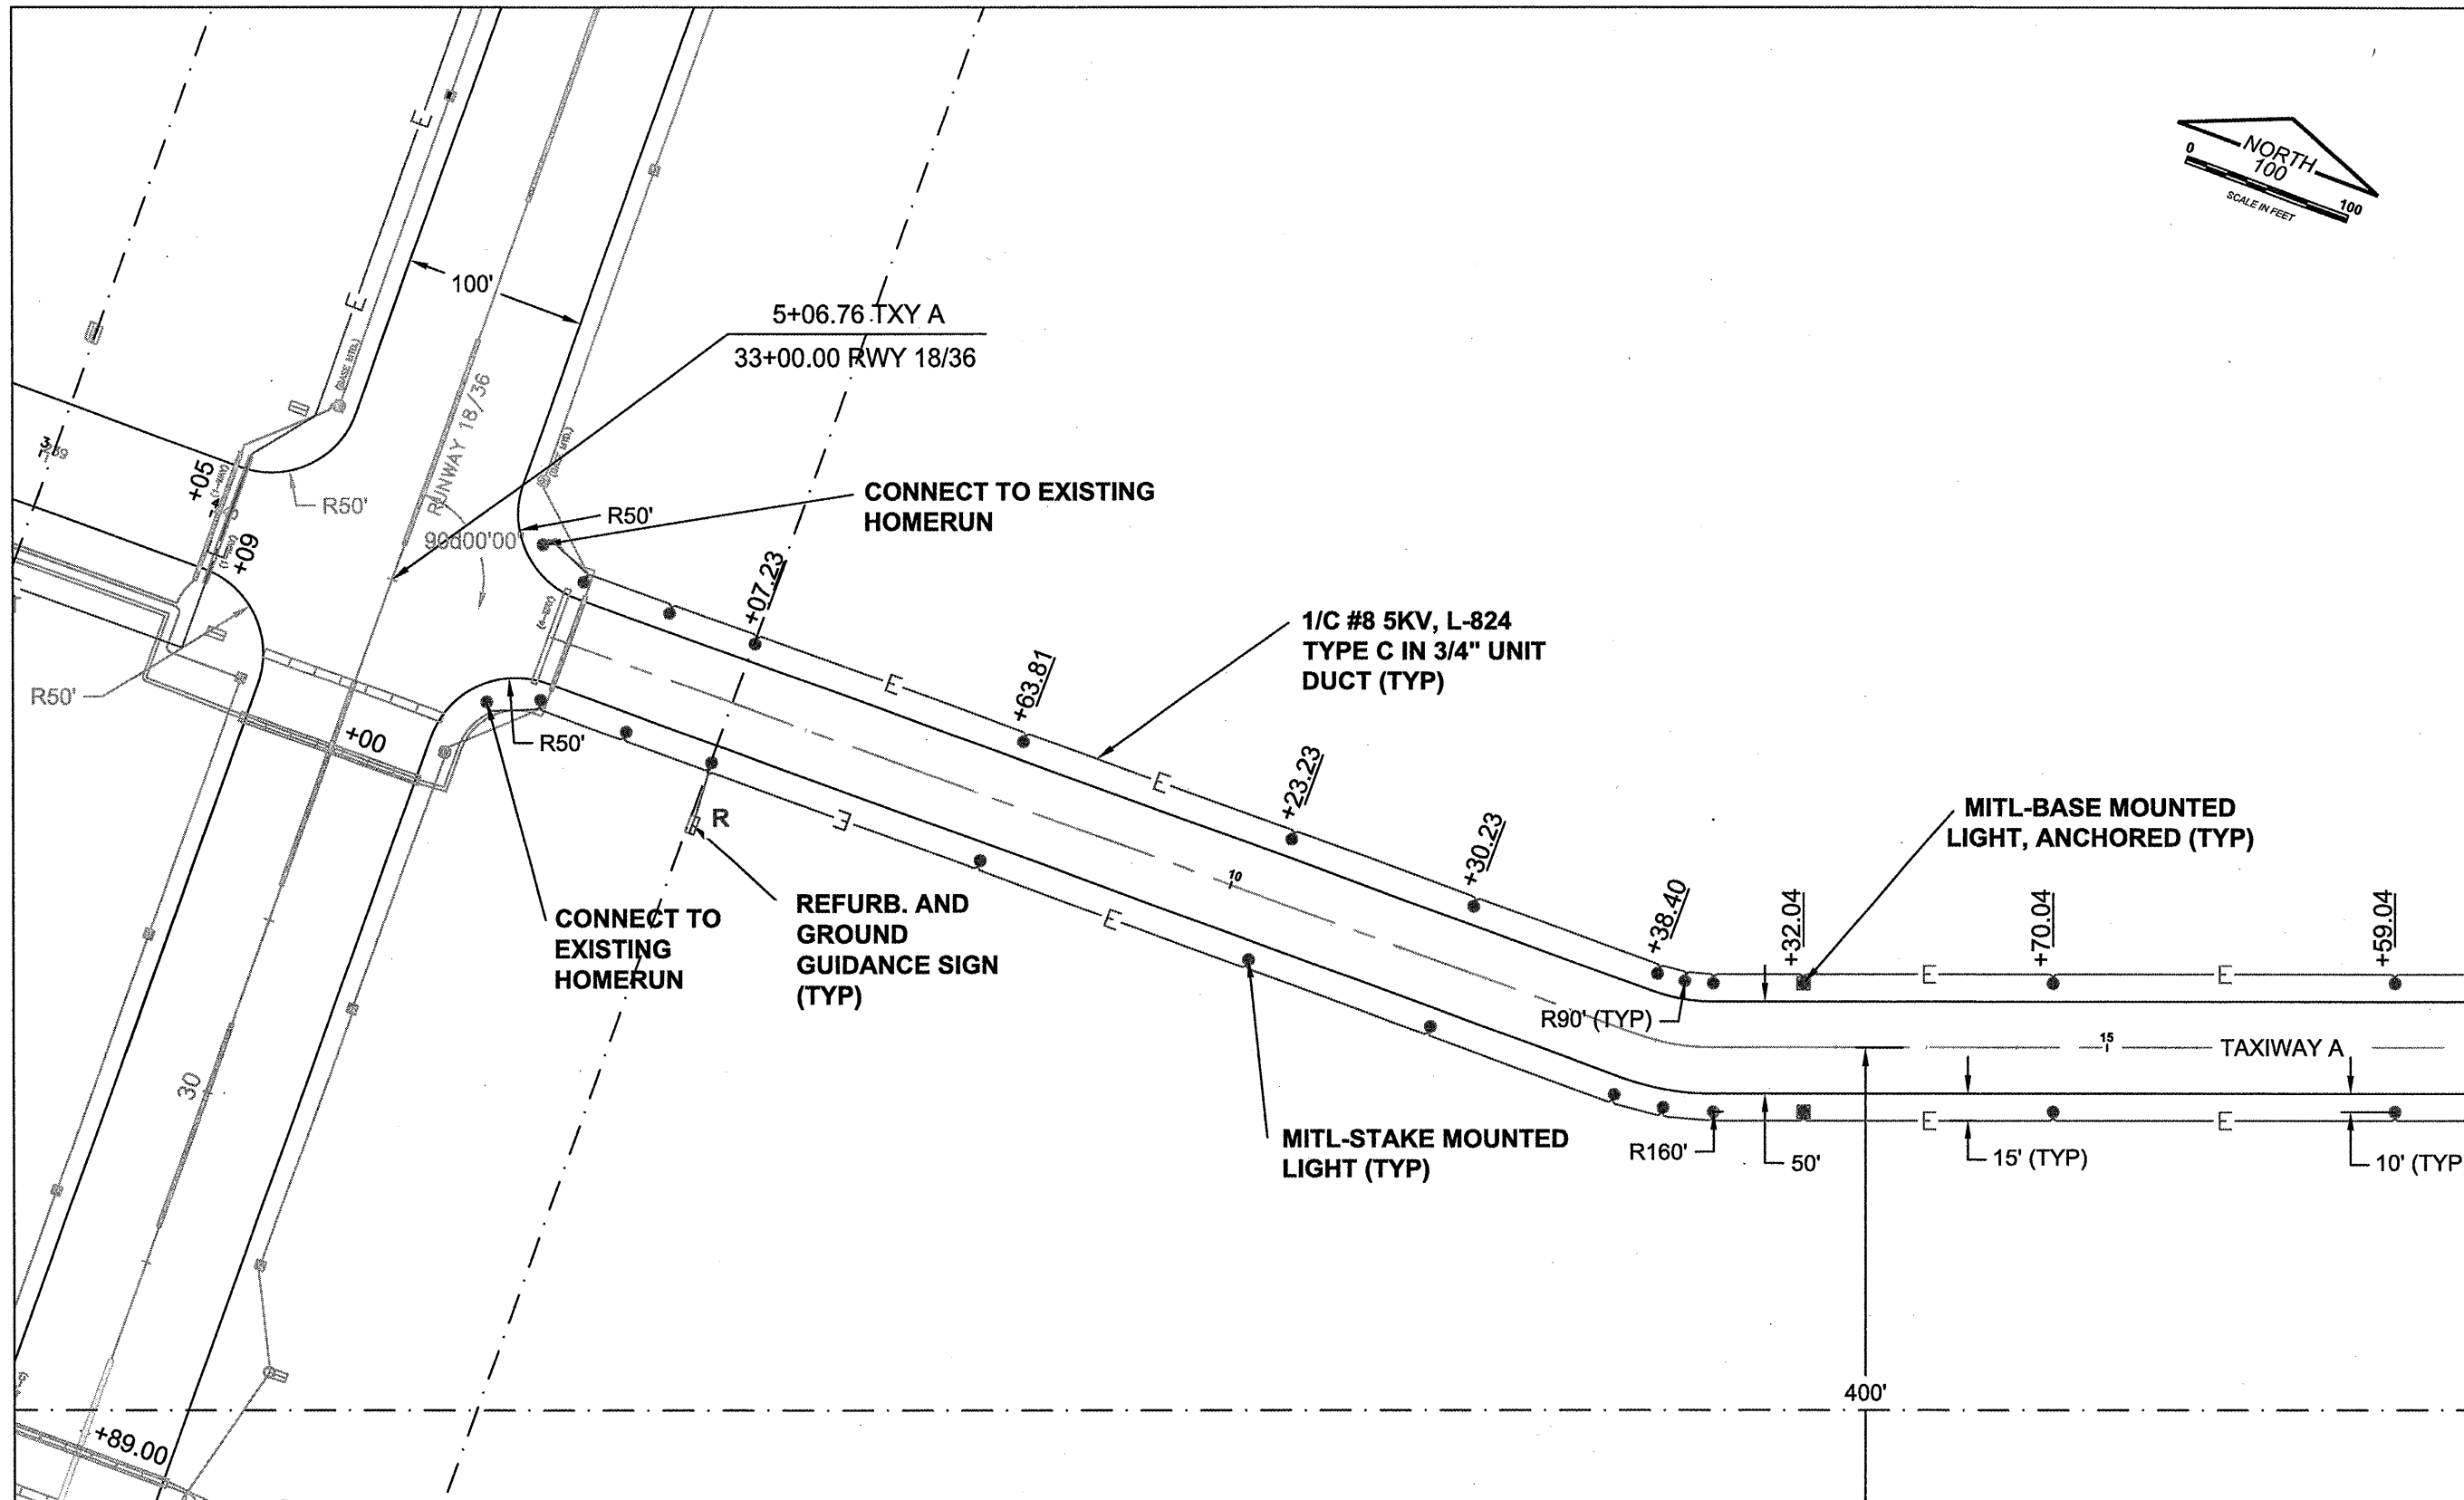 NORTH
0
100
100
SCALE IN FEET
E
100'
E
5+06.76 TXY A
33+00.00 RWY 18/36
(BASE MTD.)
RUNWAY 18/36
(BASE MTD.)
+05
R50'
90d00'00"
R50'
CONNECT TO EXISTING
HOMERUN
+09
+07.23
R50'
+00
R50'
E
+63.81
1/C #8 5KV, L-824
TYPE C IN 3/4" UNIT
DUCT (TYP)
E
+23.23
R
E
+30.23
10
MITL-BASE MOUNTED
LIGHT, ANCHORED (TYP)
CONNECT TO
EXISTING
HOMERUN
REFURB. AND
GROUND
GUIDANCE SIGN
(TYP)
E
+38.40
+32.04
+70.04
+59.04
E
E
R90' (TYP)
15
TAXIWAY A
30
MITL-STAKE MOUNTED
LIGHT (TYP)
R160'
50'
E
15' (TYP)
E
10' (TYP
400'
+89.00